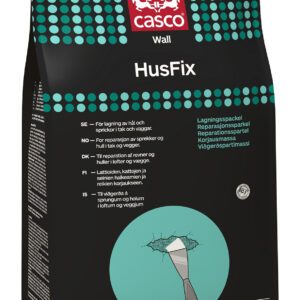 casco
Wall
HusFix
Lagningsspackel
Reparasjonssparkel
Reparationsspartel
Korjausmassa
Viðgerðspartlmassi
SE – För lagning av hål och
sprickor i tak och väggar.
NO – For reparasjon av sprekker og
hull i tak og vegger.
DK – Til reparation af revner og
huller i lofter og vægge.
FI – Lattioiden, kattojen ja
seinien halkeamien ja
reikien korjaukseen.
IS – Til viðgerða á
sprungum og holum
í loftum og veggjum